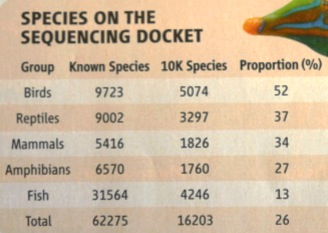 SPECIES ON THE
SEQUENCING DOCKET
Group Known Species 10K Species Proportion (%)
Birds 9723 5074 52
Reptiles 9002 3297 37
Mammals 5416 1826 34
Amphibians 6570 1760 27
Fish 31564 4246 13
Total 62275 16203 26